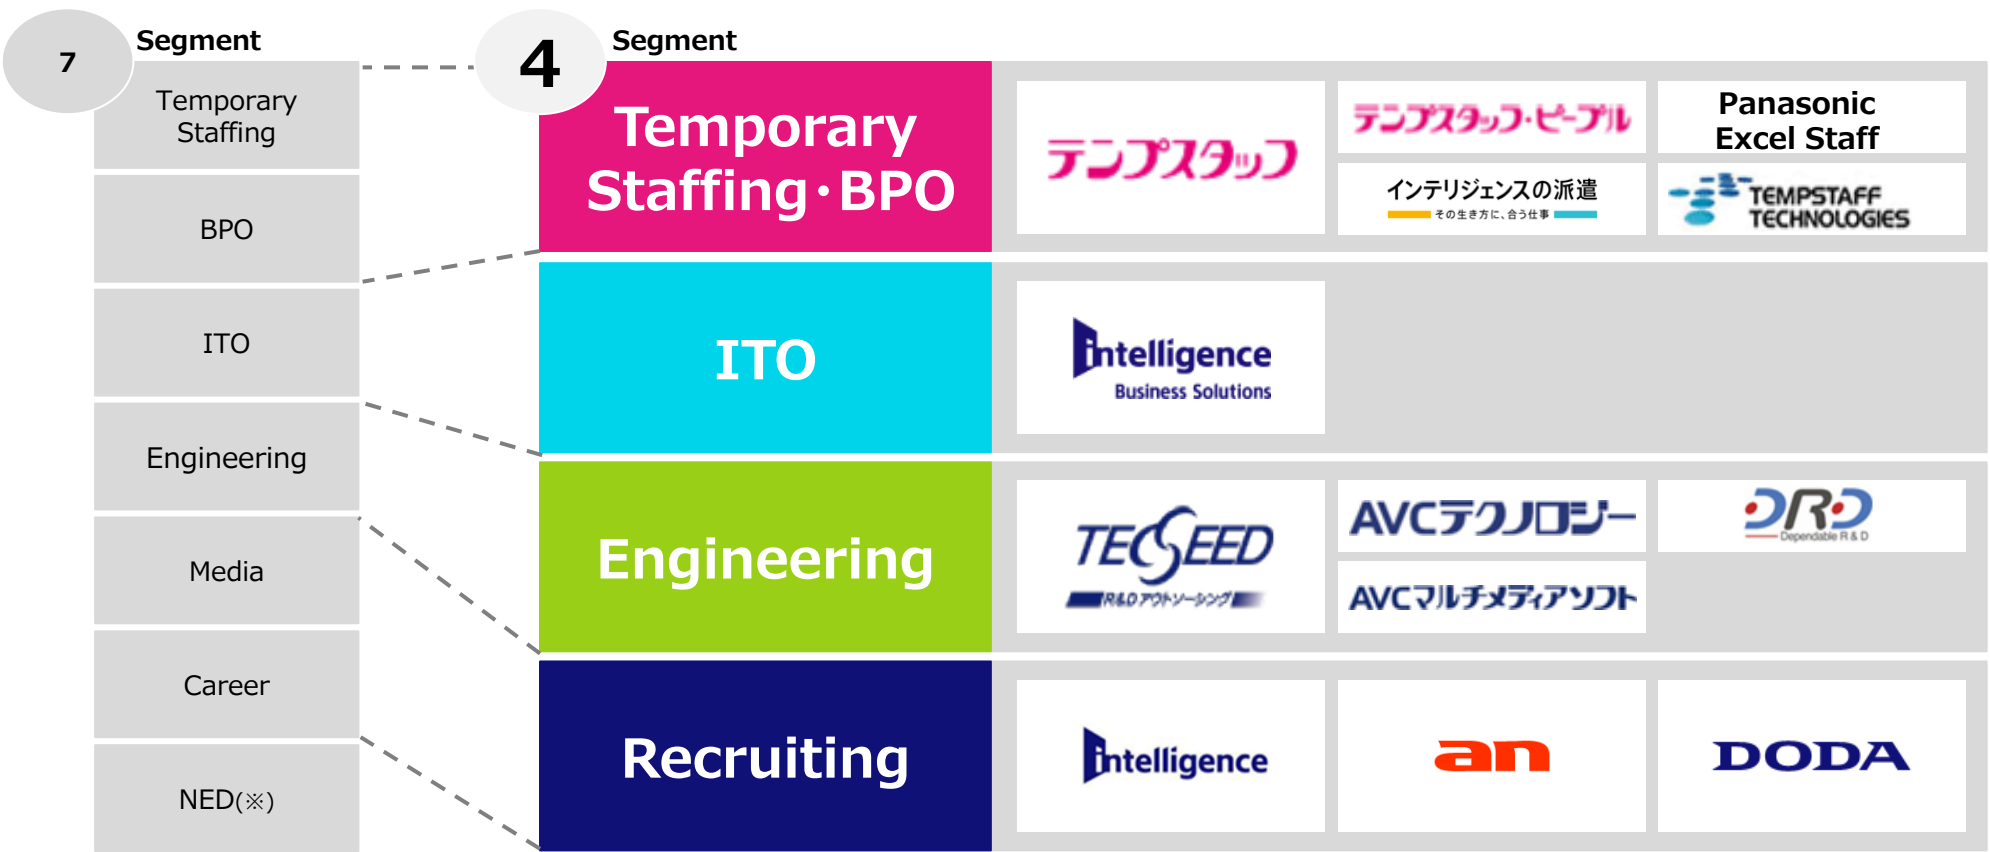 7
Segment
Temporary
Staffing
BPO
ITO
Engineering
Media
Career
NED(※)
4
Segment
Temporary
Staffing・BPO
テンプスタッフ
テンプスタッフ・ピープル
Panasonic
Excel Staff
インテリジェンスの派遣
その生き方に、合う仕事
TEMPSTAFF
TECHNOLOGIES
ITO
intelligence
Business Solutions
Engineering
TECSEED
R&Dアウトソーシング
AVCテクノロジー
DRD
Dependable R & D
AVCマルチメディアソフト
Recruiting
intelligence
an
DODA